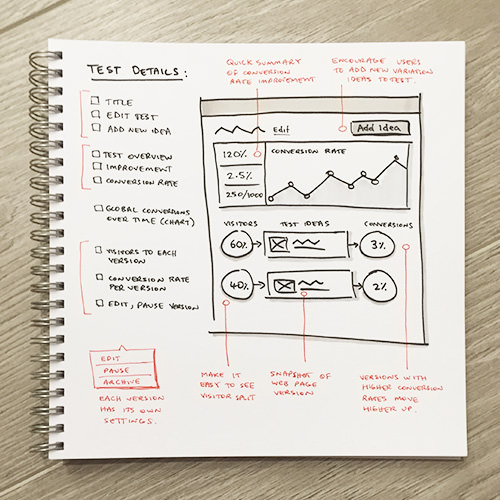 TEST DETAILS:
TITLE
EDIT TEST
ADD NEW IDEA
TEST OVERVIEW
IMPROVEMENT
CONVERSION RATE
GLOBAL CONVERSIONS
OVER TIME (CHART)
VISITORS TO EACH
VERSION
CONVERSION RATE
PER VERSION
EDIT, PAUSE VERSION
EDIT
PAUSE
ARCHIVE
EACH VERSION
HAS ITS OWN
SETTINGS.
QUICK SUMMARY
OF CONVERSION
RATE IMPROVEMENT
ENCOURAGE USERS
TO ADD NEW VARIATION
IDEAS TO TEST.
Edit
Add Idea
120%
2.5%
250/1000
CONVERSION RATE
VISITORS TEST IDEAS CONVERSIONS
60% 3%
40% 2%
MAKE IT
EASY TO SEE
VISITOR SPLIT
SNAPSHOT OF
WEB PAGE
VERSION
VERSIONS WITH
HIGHER CONVERSION
RATES MOVE
HIGHER UP.